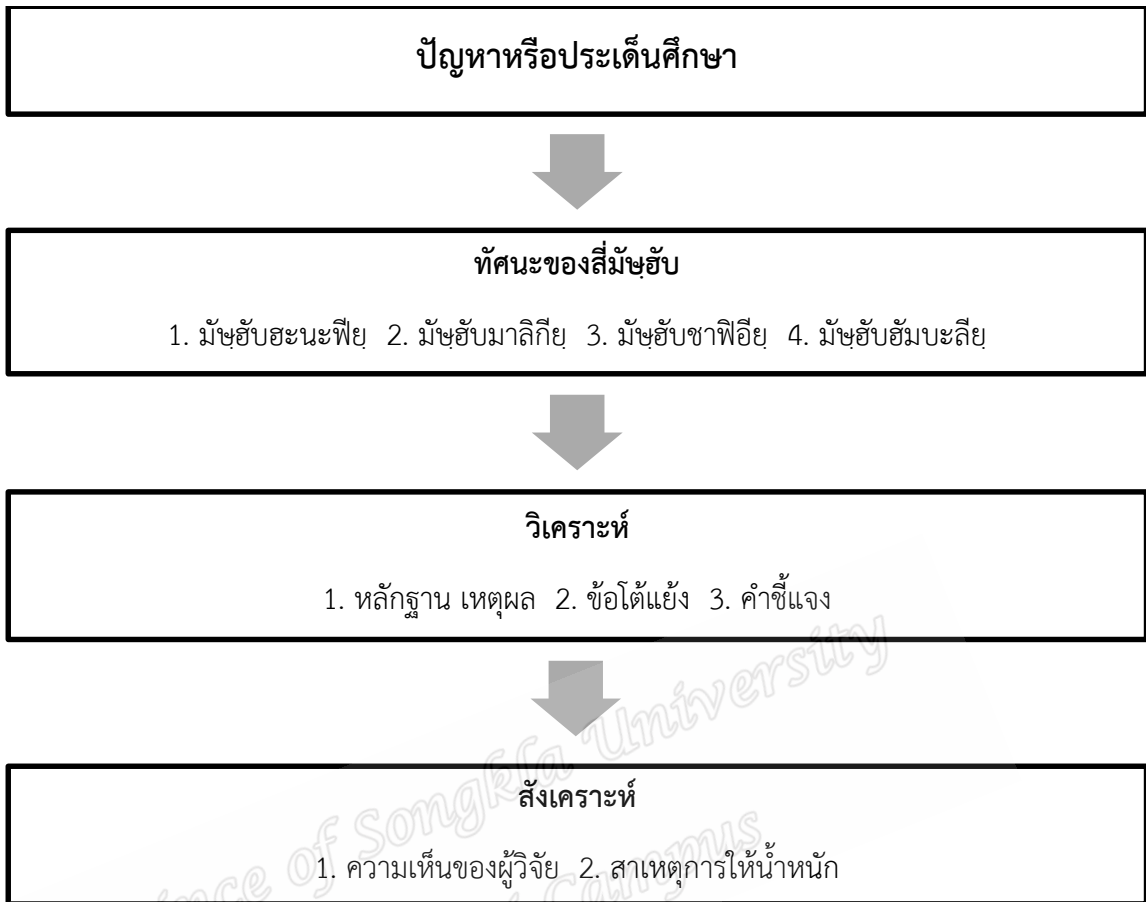 ปัญหาหรือประเด็นศึกษา
ทัศนะของสี่มัษฺฮับ
1. มัษฺฮับฮะนะฟียฺ 2. มัษฺฮับมาลิกียฺ 3. มัษฺฮับชาฟิอียฺ 4. มัษฺฮับฮัมบะลียฺ
วิเคราะห์
1. หลักฐาน เหตุผล 2. ข้อโต้แย้ง 3. คำชี้แจง
สังเคราะห์
1. ความเห็นของผู้วิจัย 2. สาเหตุการให้น้ำหนัก
of Songkla University
Campus